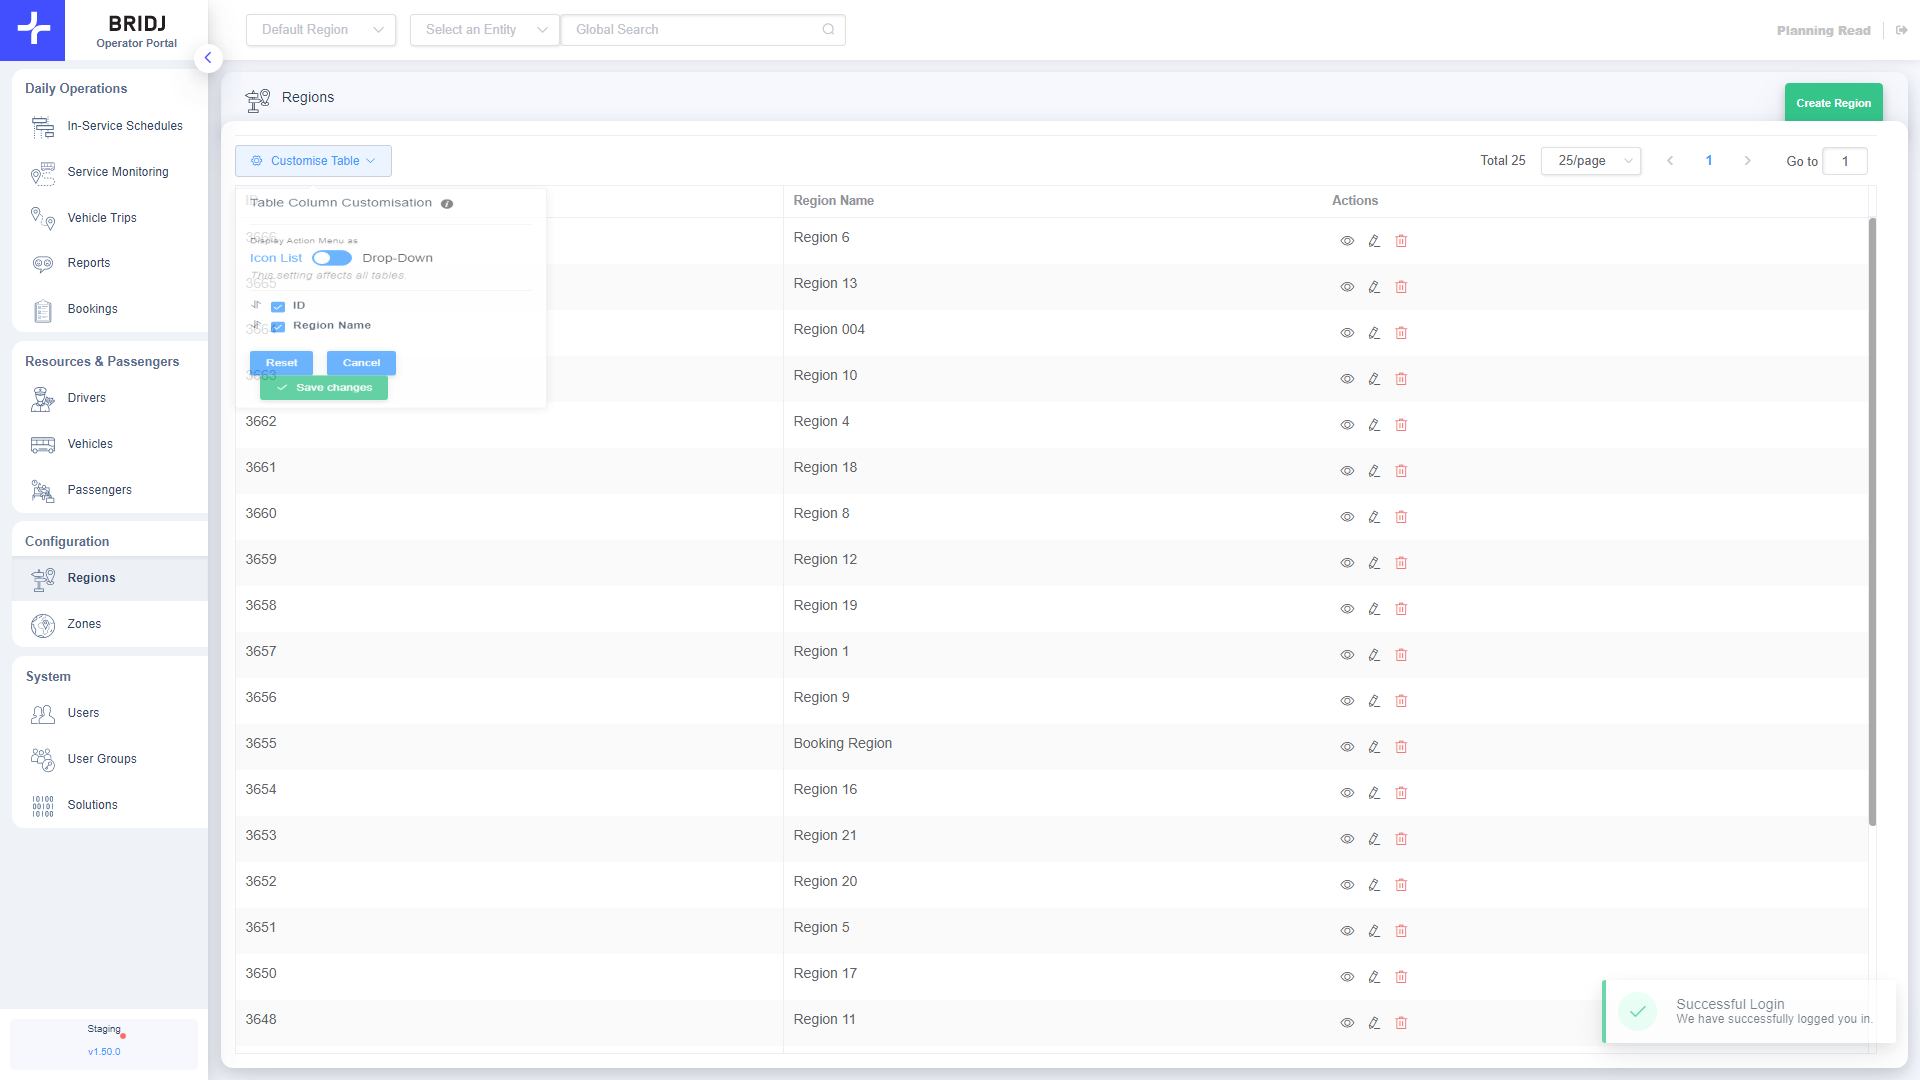 BRIDJ
Operator Portal
Default Region
Select an Entity
Global Search
Planning Read
Daily Operations
In-Service Schedules
Service Monitoring
Vehicle Trips
Reports
Bookings
Resources & Passengers
Drivers
Vehicles
Passengers
Configuration
Regions
Zones
System
Users
User Groups
Solutions
10100
00101
10100
Staging
v1.50.0
Regions
Create Region
Customise Table
Total 25
25/page
1
Go to
1
ID
Region Name
Actions
Table Column Customisation
Display Action Menu as
Icon List
Drop-Down
This setting affects all tables.
ID
Region Name
Reset
Cancel
Save changes
3666 Region 6
3665 Region 13
3664 Region 004
3663 Region 10
3662 Region 4
3661 Region 18
3660 Region 8
3659 Region 12
3658 Region 19
3657 Region 1
3656 Region 9
3655 Booking Region
3654 Region 16
3653 Region 21
3652 Region 20
3651 Region 5
3650 Region 17
3648 Region 11
Successful Login
We have successfully logged you in.